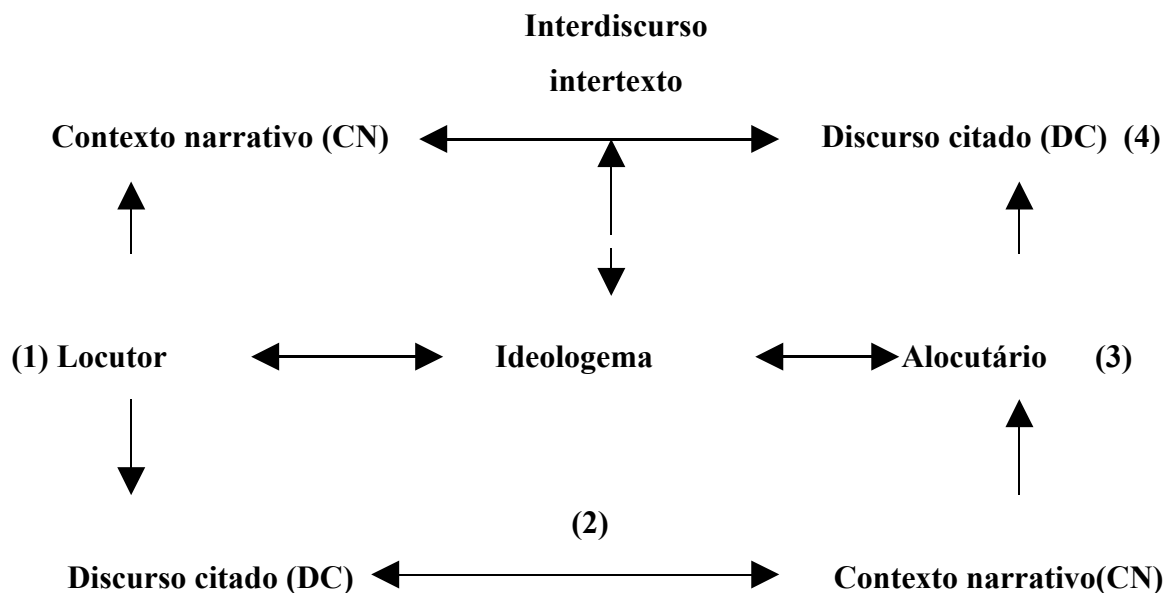 Interdiscurso
intertexto
Contexto narrativo (CN) Discurso citado (DC) (4)
(1) Locutor Ideologema Alocutário (3)
(2)
Discurso citado (DC) Contexto narrativo(CN)